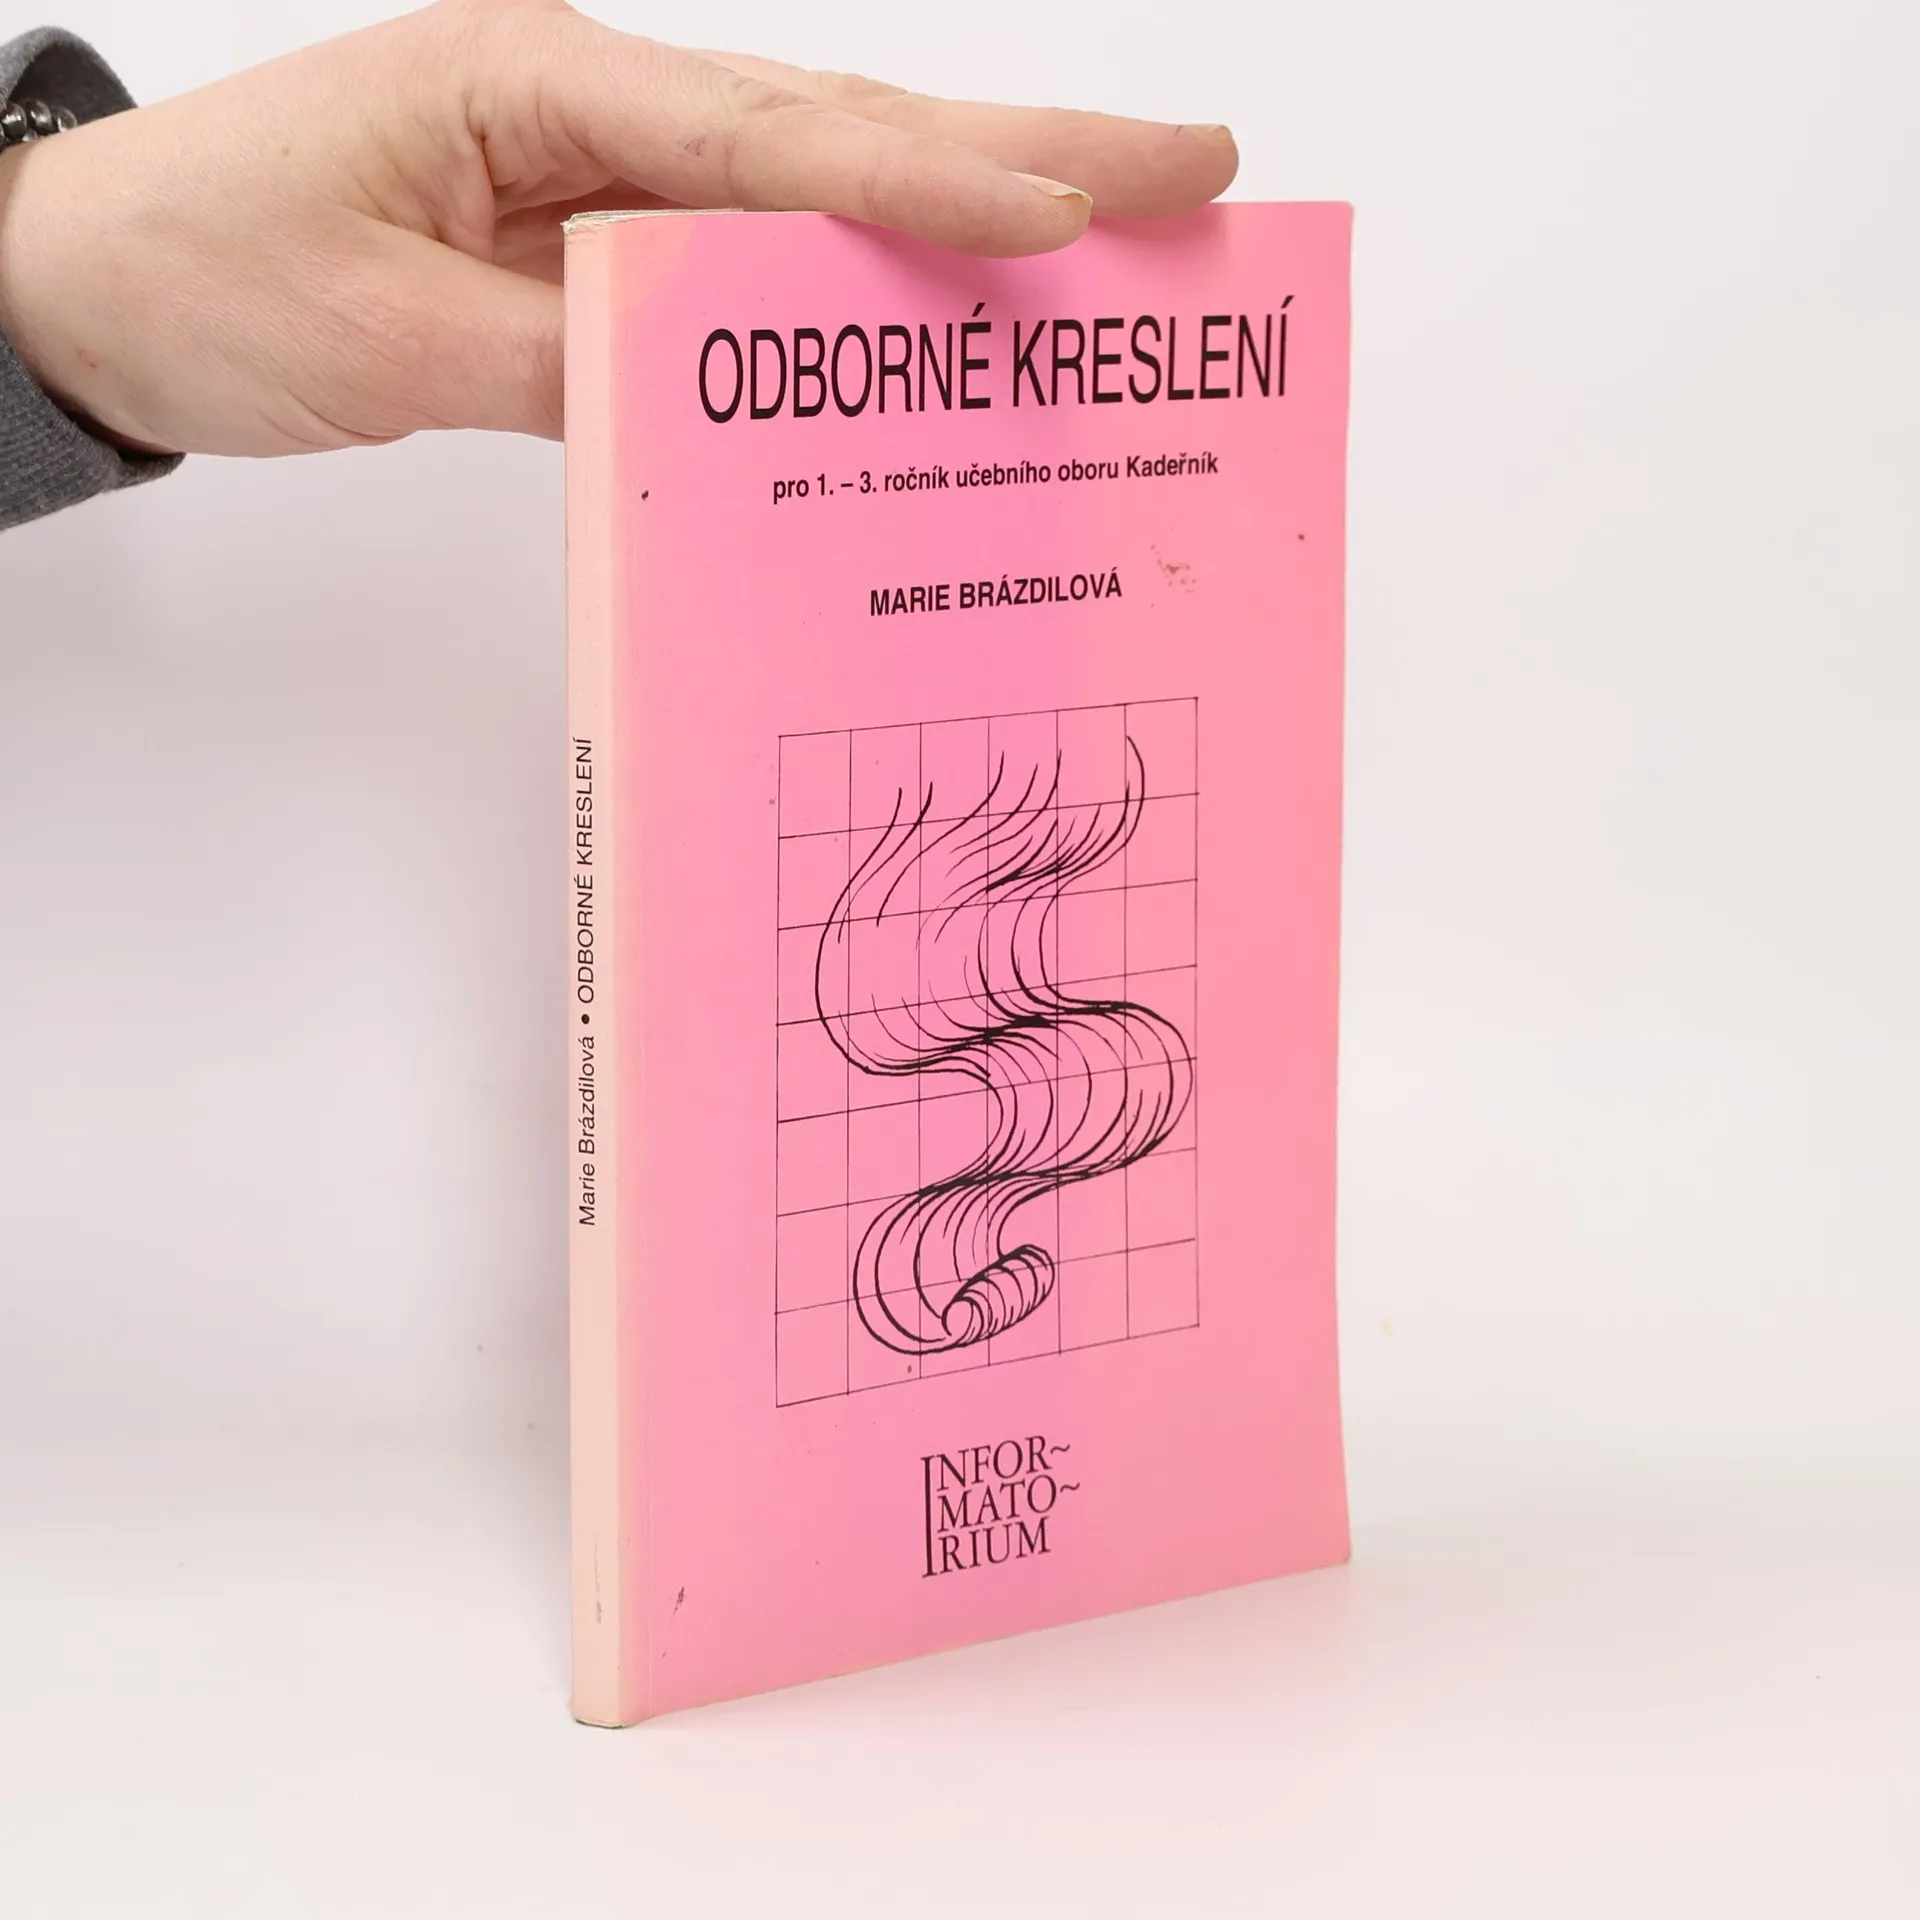 ODBORNÉ KRESLENÍ
pro 1. – 3. ročník učebního oboru Kadeřník
MARIE BRÁZDILOVÁ
INFOR~
MATO~
RIUM
Marie Brázdilová • ODBORNÉ KRESLENÍ